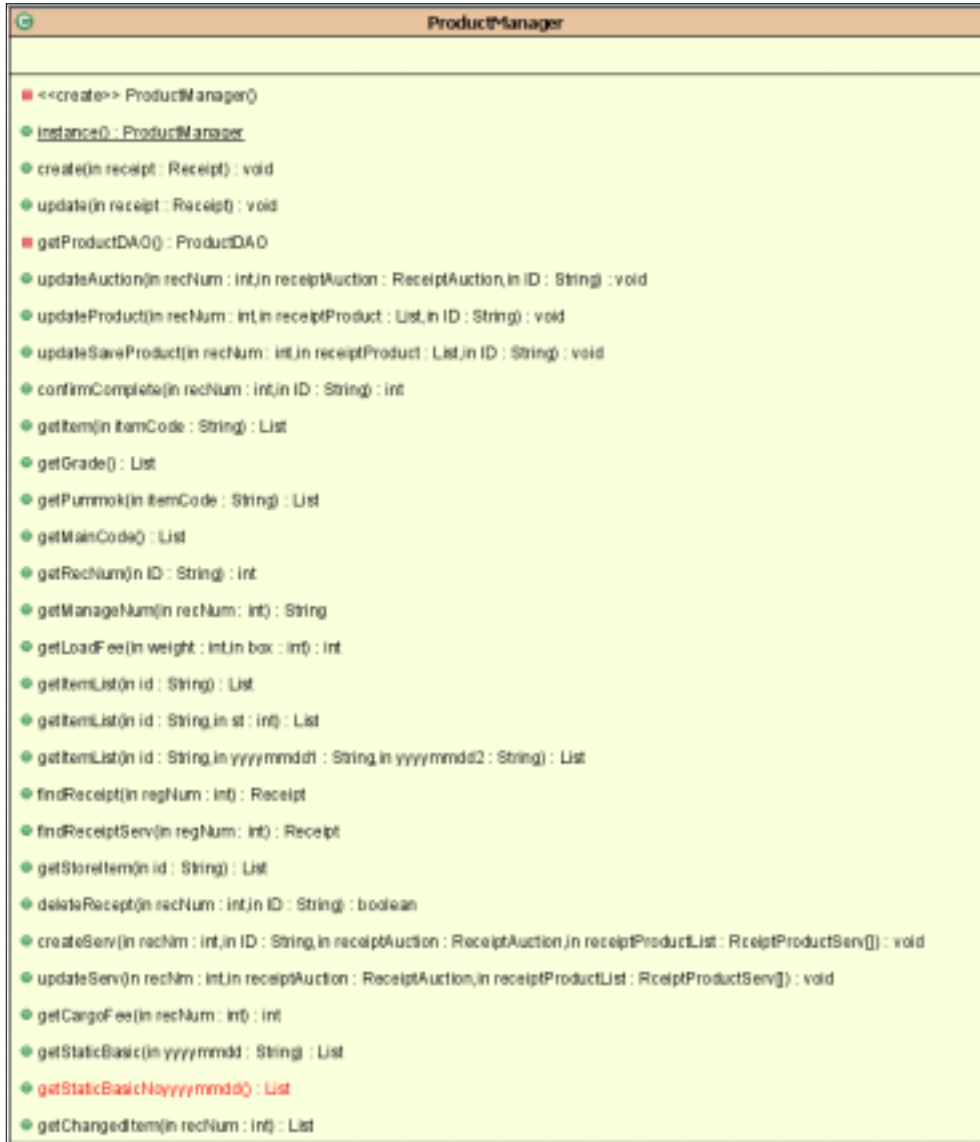 ProductManager
<<create>> ProductManager()
instance() : ProductManager
create(in receipt : Receipt) : void
update(in receipt : Receipt) : void
getProductDAO() : ProductDAO
updateAuction(in recNum : int,in receiptAuction : ReceiptAuction,in ID : String) : void
updateProduct(in recNum : int,in receiptProduct : List,in ID : String) : void
updateSaveProduct(in recNum : int,in receiptProduct : List,in ID : String) : void
confirmComplete(in recNum : int,in ID : String) : int
getItem(in itemCode : String) : List
getGrade() : List
getPummok(in itemCode : String) : List
getMainCode() : List
getRecNum(in ID : String) : int
getManageNum(in recNum : int) : String
getLoadFee(in weight : int,in box : int) : int
getItemList(in id : String) : List
getItemList(in id : String,in st : int) : List
getItemList(in id : String,in yyyymmdd1 : String,in yyyymmdd2 : String) : List
findReceipt(in regNum : int) : Receipt
findReceiptServ(in regNum : int) : Receipt
getStoreItem(in id : String) : List
deleteRecept(in recNum : int,in ID : String) : boolean
createServ(in recNm : int,in ID : String,in receiptAuction : ReceiptAuction,in receiptProductList : RceiptProductServ[]) : void
updateServ(in recNm : int,in receiptAuction : ReceiptAuction,in receiptProductList : RceiptProductServ[]) : void
getCargoFee(in recNum : int) : int
getStaticBasic(in yyyymmdd : String) : List
getStaticBasicNoyyyymmdd() : List
getChangedItem(in recNum : int) : List